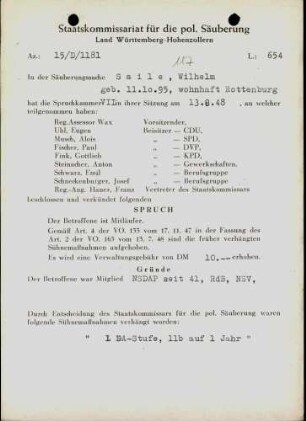 Staatskommissariat für die pol. Säuberung
Land Württemberg-Hohenzollern
Az.: 15/D/1181 L: 654
117
In der Säuberungssache Geile, Wilhelm
geb. 11.10.95, wohnhaft Rottenburg
hat die Spruchkammer VII in ihrer Sitzung am 13.8.48, an welcher
teilgenommen haben:
Reg.Assessor Wax Vorsitzender,
Uhl, Eugen Beisitzer — CDU,
Musch, Alois „ — SPD,
Fischer, Paul „ — DVP,
Fink, Gottlieb „ — KPD,
Steinacher, Anton „ — Gewerkschaften,
Schwarz, Emil „ — Berufsgruppe
Schneckenburger, Josef „ — Berufsgruppe
Reg.-Ang. Hauer, Franz Vertreter des Staatskommissars
beschlossen und verkündet folgenden
SPRUCH
Der Betroffene ist Mitläufer.
Gemäß Art. 4 der VO. 133 vom 17. 11. 47 in der Fassung des
Art. 2 der VO. 165 vom 13. 7. 48 sind die früher verhängten
Sühnemaßnahmen aufgehoben.
Es wird eine Verwaltungsgebühr von DM 10.-- erhoben.
Gründe
Der Betroffene war Mitglied NSDAP seit 41, RdB, NSV,
Durch Entscheidung des Staatskommissars für die pol. Säuberung waren
folgende Sühnemaßnahmen verhängt worden:
" 1 DA-Stufe, 11b auf 1 Jahr "